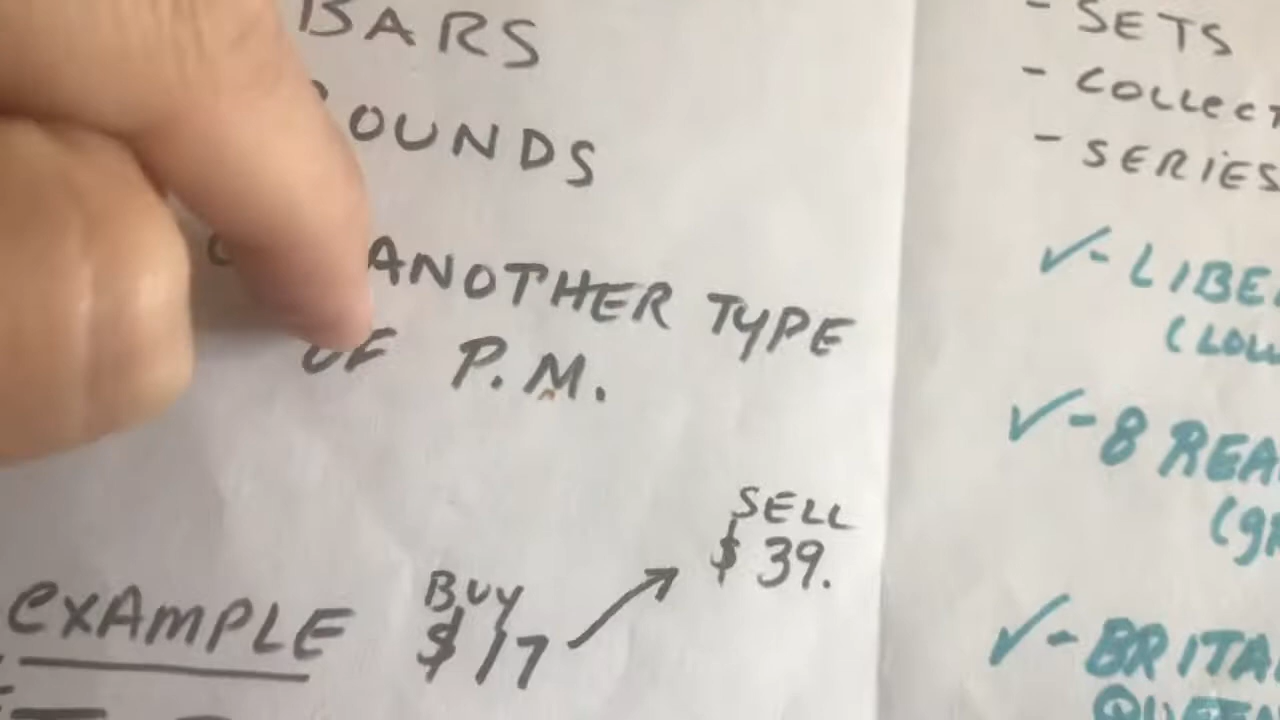 BARS
OUNDS
ANOTHER TYPE
OF P.M.
EXAMPLE
BUY
$17
SELL
$39.
- SETS
- COLLECT
- SERIES
✓- LIBE
(LOW
✓- 8 REA
(gR
✓- BRITA
QUEEN